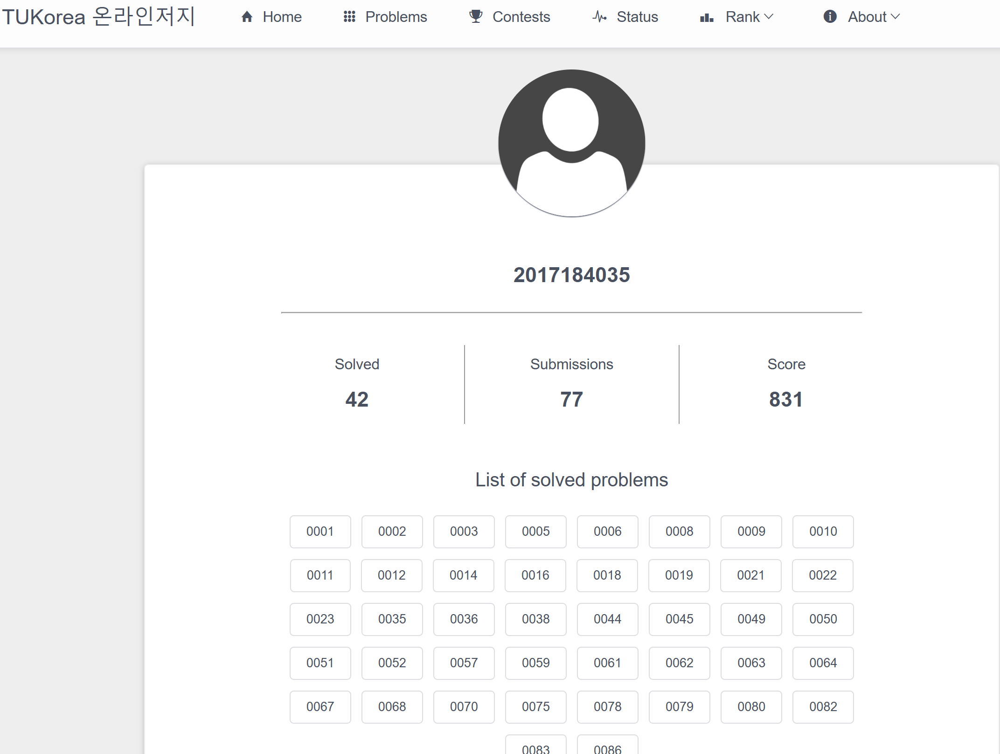 TUKorea 온라인저지 Home Problems Contests Status Rank About
2017184035
Solved Submissions Score
42 77 831
List of solved problems
0001 0002 0003 0005 0006 0008 0009 0010
0011 0012 0014 0016 0018 0019 0021 0022
0023 0035 0036 0038 0044 0045 0049 0050
0051 0052 0057 0059 0061 0062 0063 0064
0067 0068 0070 0075 0078 0079 0080 0082
0083 0086